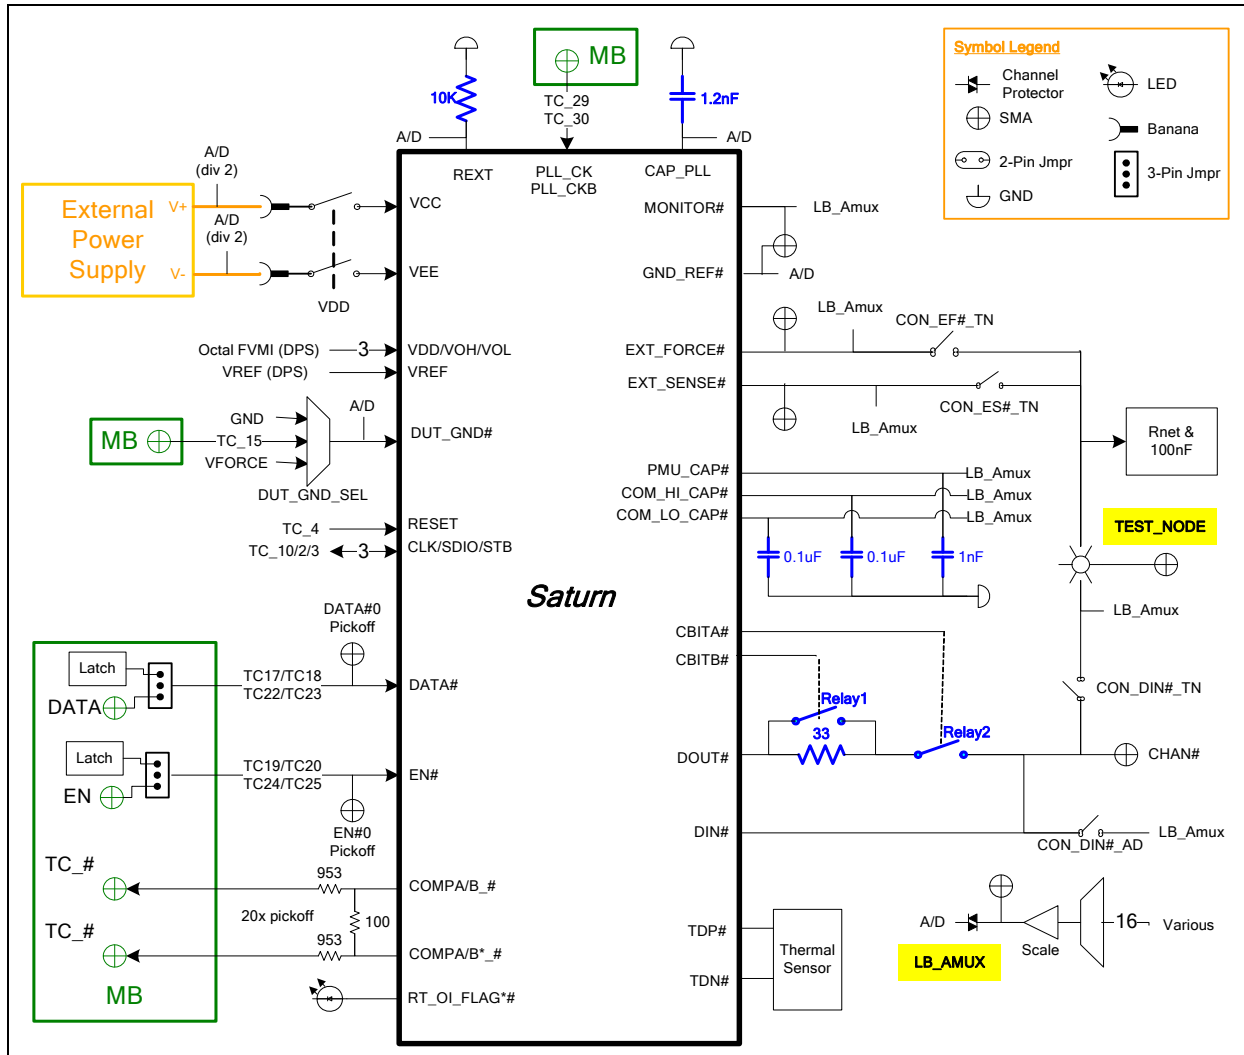 MB
TC_29
TC_30
10K
A/D
1.2nF
A/D
Symbol Legend
Channel
Protector
LED
SMA
Banana
2-Pin Jmpr
3-Pin Jmpr
GND
REXT
PLL_CK
PLL_CKB
CAP_PLL
External
Power
Supply
V+
V-
A/D
(div 2)
A/D
(div 2)
VDD
VCC
VEE
MONITOR#
LB_Amux
GND_REF#
A/D
Octal FVMI (DPS)
3
VDD/VOH/VOL
VREF (DPS)
VREF
EXT_FORCE#
LB_Amux
CON_EF#_TN
EXT_SENSE#
LB_Amux
CON_ES#_TN
Rnet &
100nF
MB
GND
TC_15
VFORCE
A/D
DUT_GND#
DUT_GND_SEL
PMU_CAP#
LB_Amux
COM_HI_CAP#
LB_Amux
COM_LO_CAP#
LB_Amux
TC_4
RESET
TC_10/2/3
3
CLK/SDIO/STB
0.1uF
0.1uF
1nF
TEST_NODE
LB_Amux
Saturn
DATA#0
Pickoff
CBITA#
CBITB#
Latch
DATA
TC17/TC18
TC22/TC23
DATA#
CON_DIN#_TN
Relay1
33
Relay2
DOUT#
CHAN#
Latch
EN
TC19/TC20
TC24/TC25
EN#
EN#0
Pickoff
DIN#
CON_DIN#_AD
LB_Amux
TC_#
953
COMPA/B_#
20x pickoff
100
TC_#
953
COMPA/B*_#
MB
RT_OI_FLAG*#
TDP#
TDN#
Thermal
Sensor
A/D
Scale
16
Various
LB_AMUX